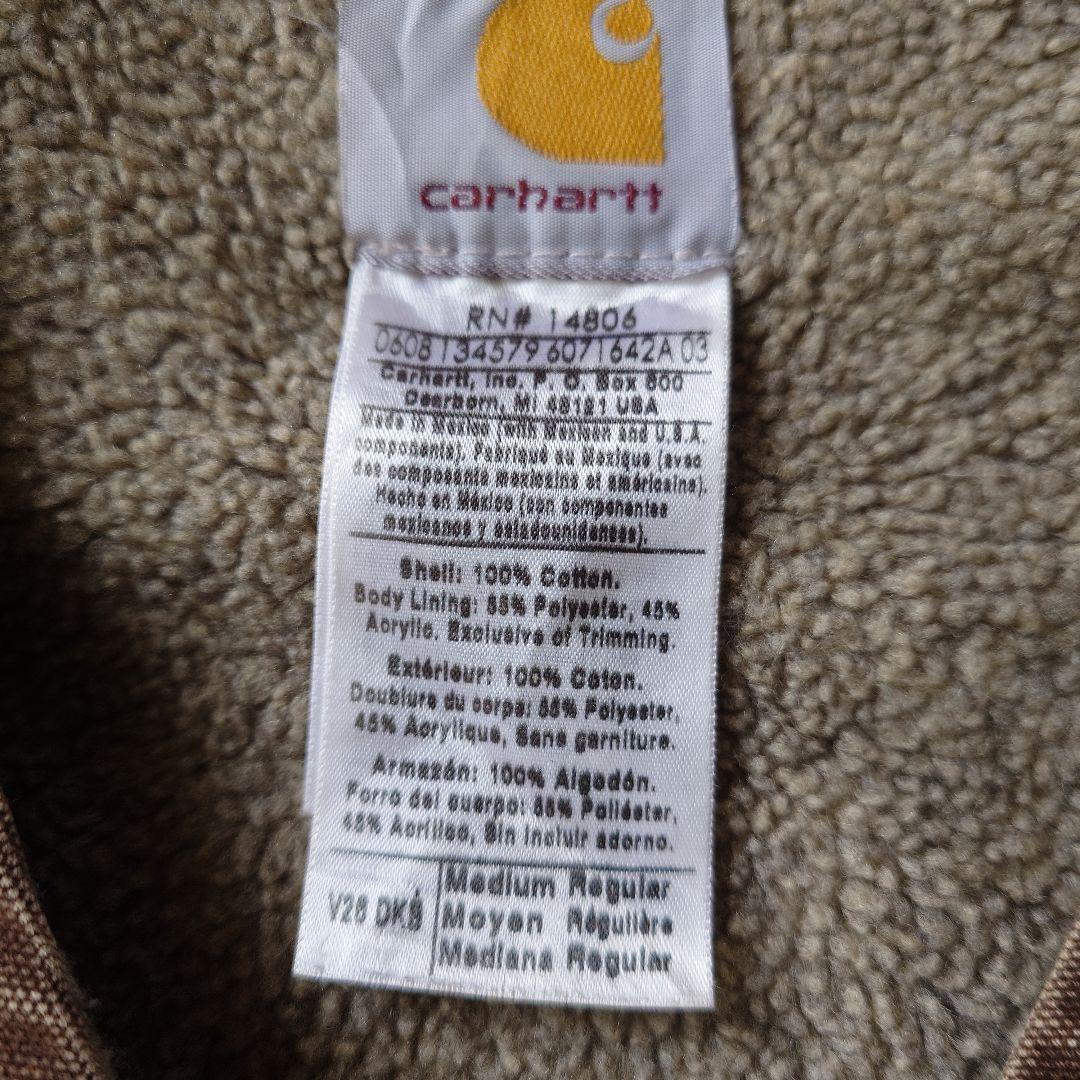 carhartt
RN# 14806
0608 134579 6071642A 03
Carhartt, Inc. P. O. Box 600
Dearborn, MI 48121 USA
Made in Mexico (with Mexican and U.S.A.
components). Fabriqué au Mexique (avec
des composants mexicains et américains).
Hecho en México (con componentes
mexicanos y estadounidenses).
Shell: 100% Cotton.
Body Lining: 55% Polyester, 45%
Acrylic. Exclusive of Trimming.
Extérieur: 100% Coton.
Doublure du corps: 55% Polyester,
45% Acrylique, Sans garniture.
Armazón: 100% Algodón.
Forro del cuerpo: 55% Poliéster,
45% Acrílico, Sin incluir adorno.
V26 DKB
Medium Regular
Moyen Régulière
Mediana Regular